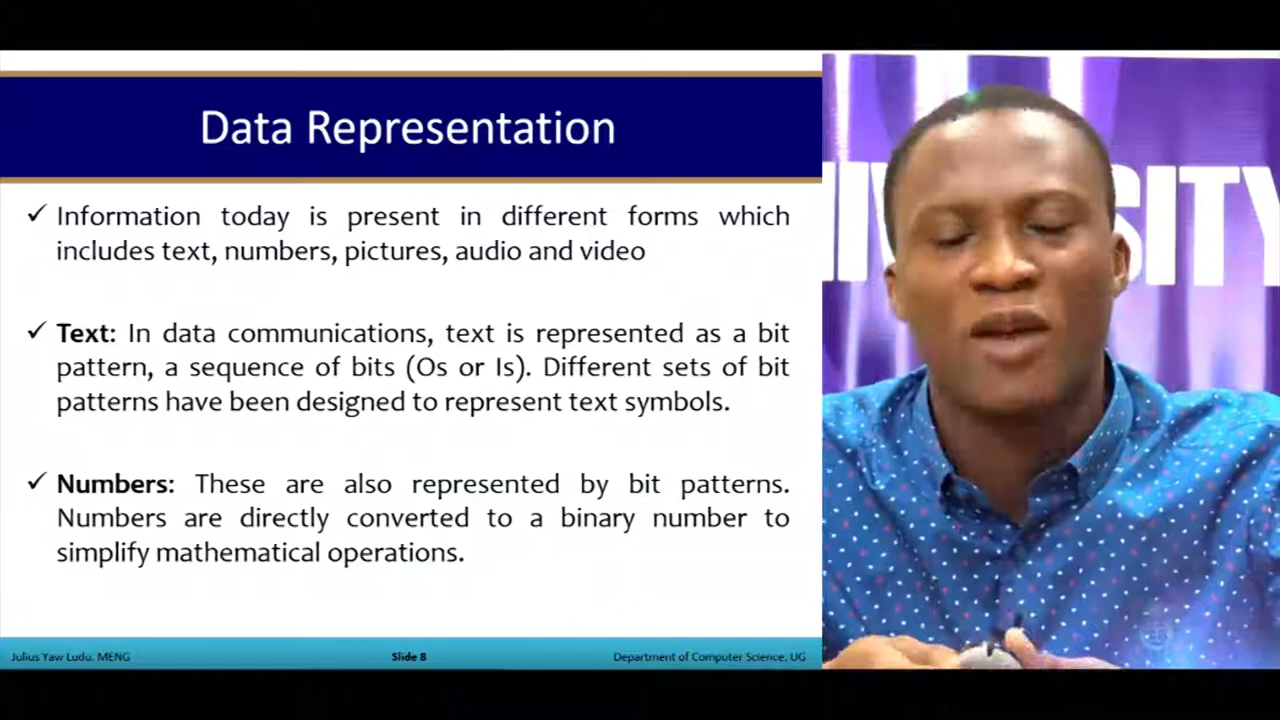 Data Representation
✓ Information today is present in different forms which
includes text, numbers, pictures, audio and video
✓ Text: In data communications, text is represented as a bit
pattern, a sequence of bits (Os or Is). Different sets of bit
patterns have been designed to represent text symbols.
✓ Numbers: These are also represented by bit patterns.
Numbers are directly converted to a binary number to
simplify mathematical operations.
Julius Yaw Ludu, MENG
Slide 8
Department of Computer Science, UG